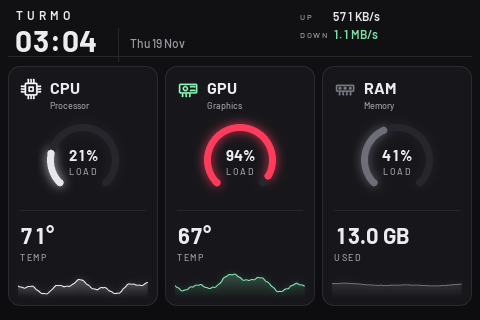 TURMO
03:04
Thu 19 Nov
UP 571 KB/s
DOWN 1.1 MB/s
CPU
Processor
21%
LOAD
71°
TEMP
GPU
Graphics
94%
LOAD
67°
TEMP
RAM
Memory
41%
LOAD
13.0 GB
USED